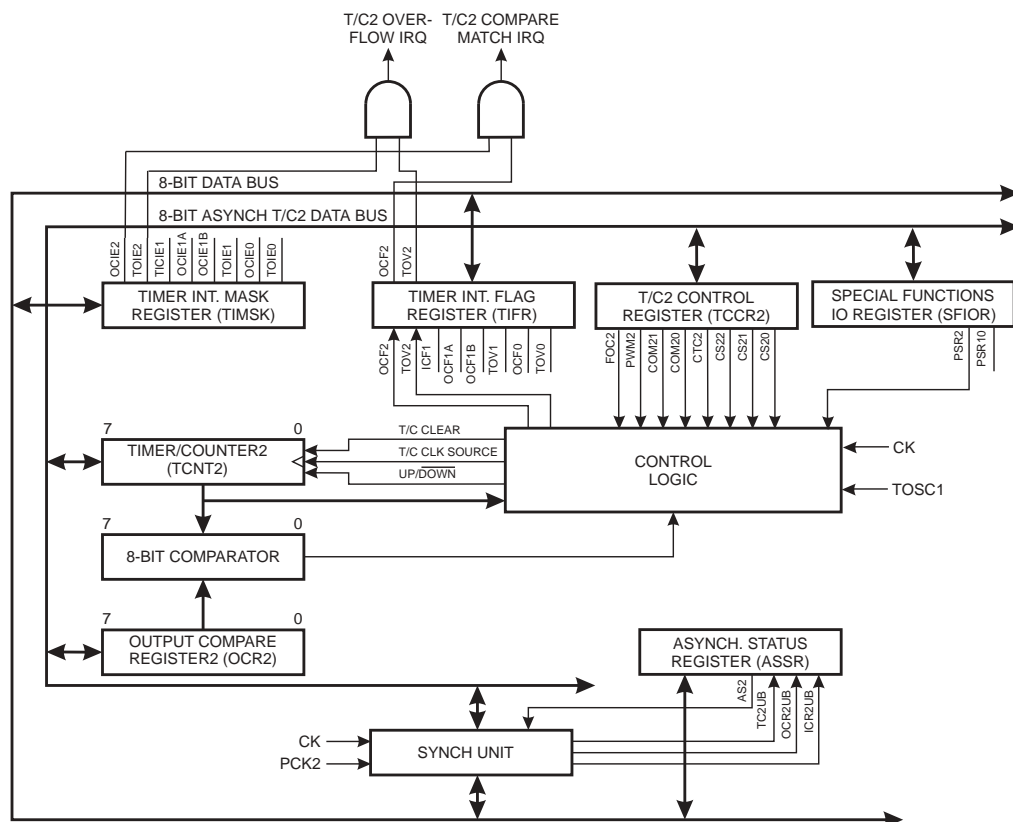 T/C2 OVER-
FLOW IRQ
T/C2 COMPARE
MATCH IRQ
8-BIT DATA BUS
8-BIT ASYNCH T/C2 DATA BUS
OCIE2
TOIE2
TICIE1
OCIE1A
OCIE1B
TOIE1
OCIE0
TOIE0
OCF2
TOV2
TIMER INT. MASK
REGISTER (TIMSK)
TIMER INT. FLAG
REGISTER (TIFR)
T/C2 CONTROL
REGISTER (TCCR2)
SPECIAL FUNCTIONS
IO REGISTER (SFIOR)
OCF2
TOV2
ICF1
OCF1A
OCF1B
TOV1
OCF0
TOV0
FOC2
PWM2
COM21
COM20
CTC2
CS22
CS21
CS20
PSR2
PSR10
7 0
TIMER/COUNTER2
(TCNT2)
T/C CLEAR
T/C CLK SOURCE
UP/DOWN
CONTROL
LOGIC
CK
TOSC1
7 0
8-BIT COMPARATOR
7 0
OUTPUT COMPARE
REGISTER2 (OCR2)
ASYNCH. STATUS
REGISTER (ASSR)
AS2
TC2UB
OCR2UB
ICR2UB
CK
PCK2
SYNCH UNIT